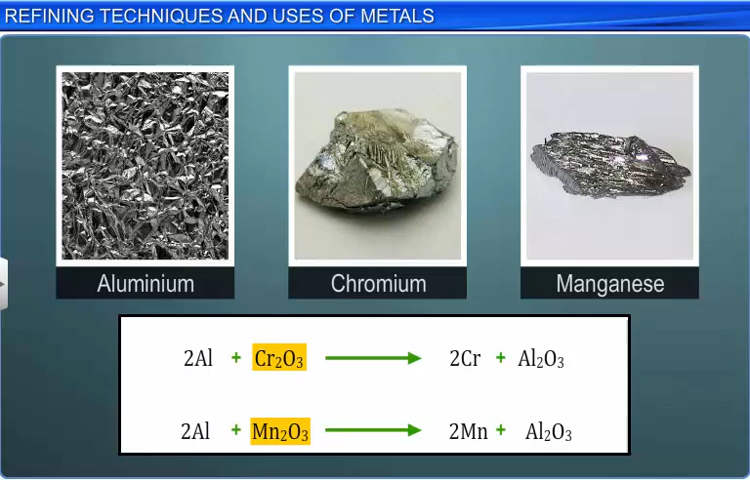 REFINING TECHNIQUES AND USES OF METALS
Aluminium Chromium Manganese
2Al + Cr₂O₃ → 2Cr + Al₂O₃
2Al + Mn₂O₃ → 2Mn + Al₂O₃